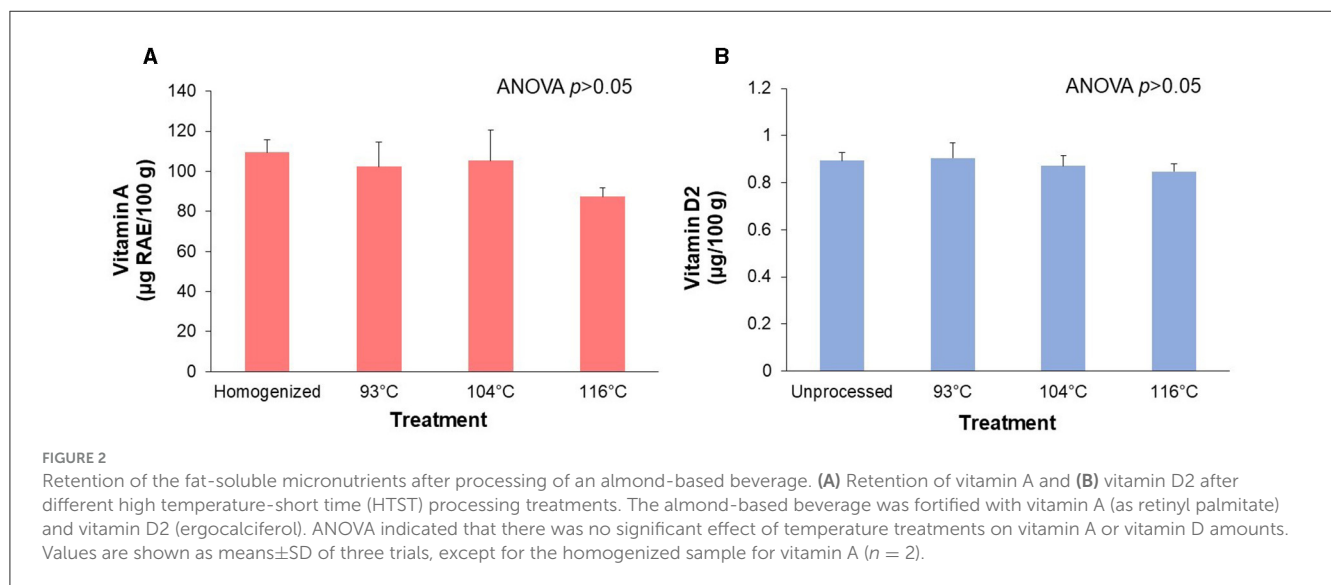 A
ANOVA p>0.05
140
120
100
80
60
40
20
0
Vitamin A
(µg RAE/100 g)
Homogenized 93°C 104°C 116°C
Treatment
B
ANOVA p>0.05
1.2
1
0.8
0.6
0.4
0.2
0
Vitamin D2
(µg/100 g)
Unprocessed 93°C 104°C 116°C
Treatment
FIGURE 2
Retention of the fat-soluble micronutrients after processing of an almond-based beverage. (A) Retention of vitamin A and (B) vitamin D2 after
different high temperature-short time (HTST) processing treatments. The almond-based beverage was fortified with vitamin A (as retinyl palmitate)
and vitamin D2 (ergocalciferol). ANOVA indicated that there was no significant effect of temperature treatments on vitamin A or vitamin D amounts.
Values are shown as means±SD of three trials, except for the homogenized sample for vitamin A (n = 2).